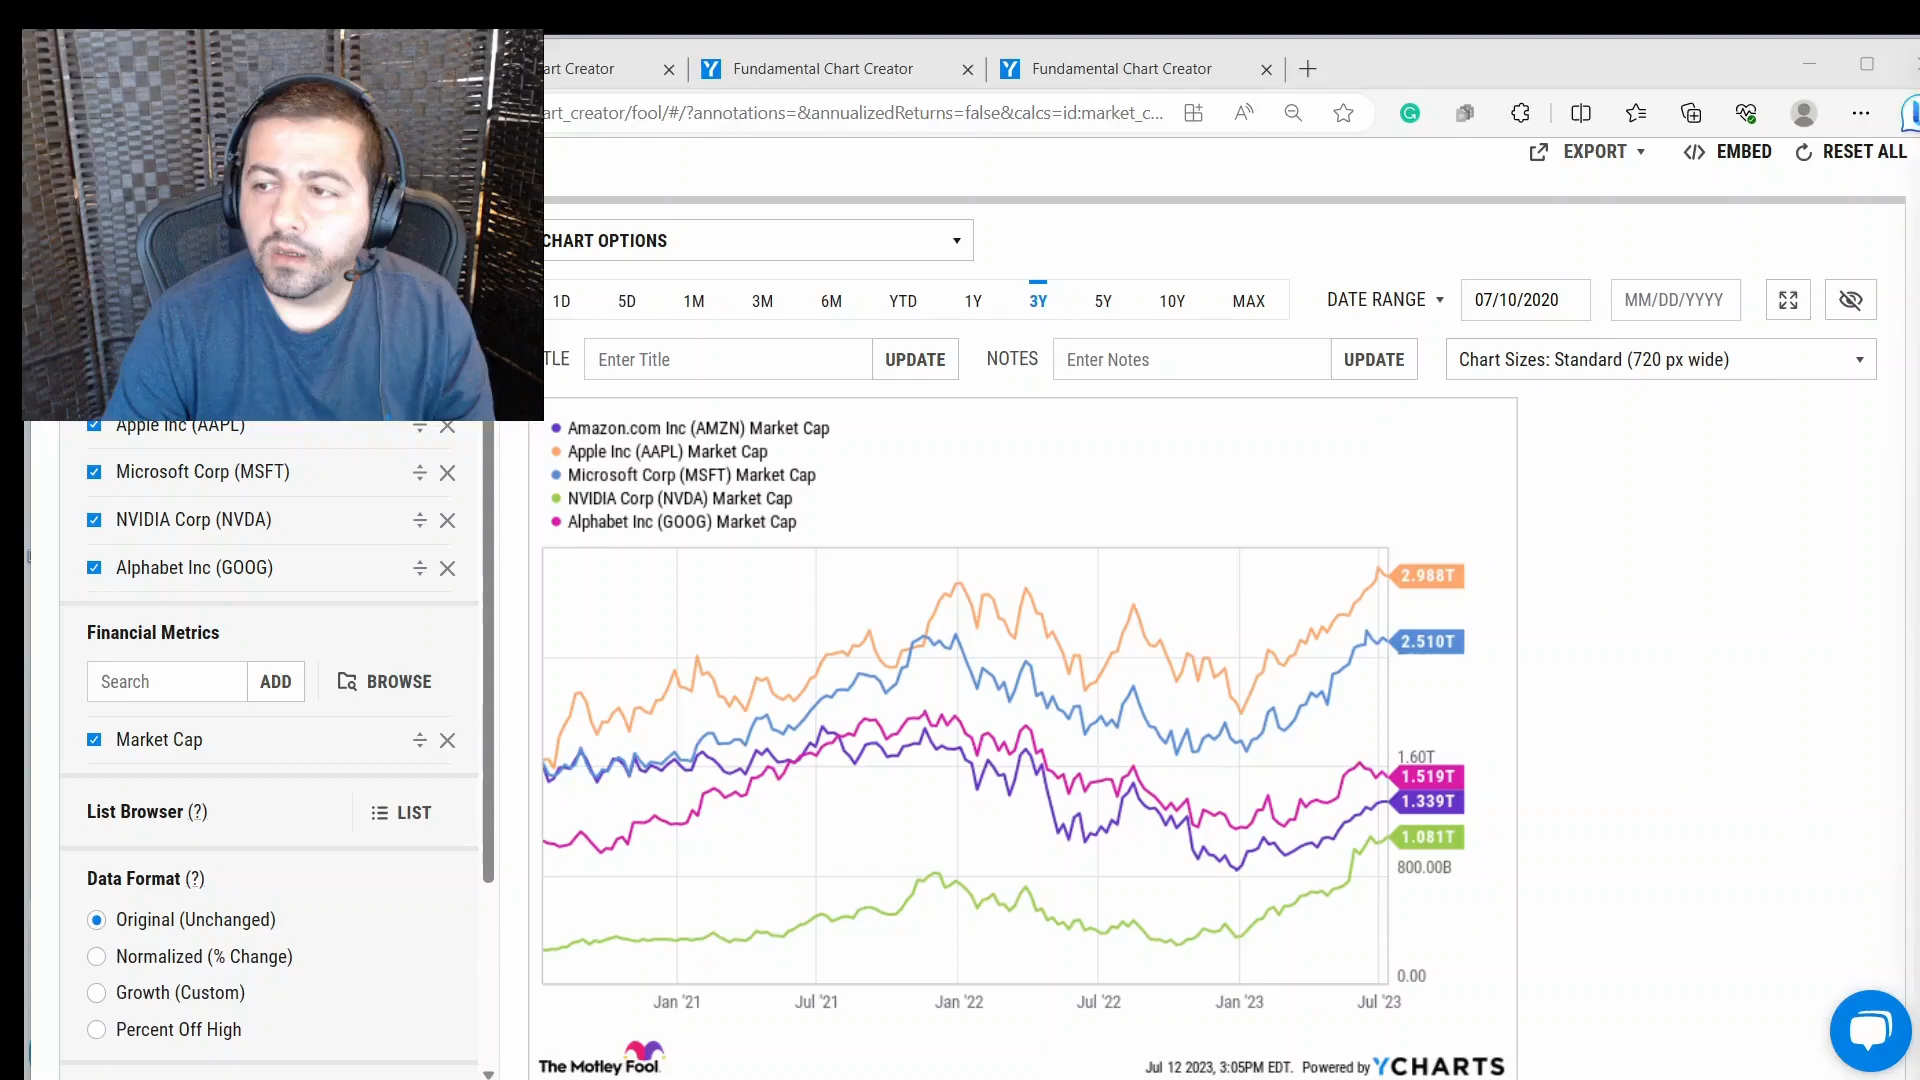 art Creator
Fundamental Chart Creator
Fundamental Chart Creator
art_creator/fool/#/?annotations=&annualizedReturns=false&calcs=id:market_c...
EXPORT
EMBED
RESET ALL
CHART OPTIONS
1D 5D 1M 3M 6M YTD 1Y 3Y 5Y 10Y MAX
DATE RANGE 07/10/2020 MM/DD/YYYY
TLE Enter Title UPDATE NOTES Enter Notes UPDATE Chart Sizes: Standard (720 px wide)
Apple Inc (AAPL)
Microsoft Corp (MSFT)
NVIDIA Corp (NVDA)
Alphabet Inc (GOOG)
Financial Metrics
Search ADD BROWSE
Market Cap
List Browser (?) LIST
Data Format (?)
Original (Unchanged)
Normalized (% Change)
Growth (Custom)
Percent Off High
Amazon.com Inc (AMZN) Market Cap
Apple Inc (AAPL) Market Cap
Microsoft Corp (MSFT) Market Cap
NVIDIA Corp (NVDA) Market Cap
Alphabet Inc (GOOG) Market Cap
2.988T
2.510T
1.60T
1.519T
1.339T
1.081T
800.00B
0.00
Jan '21 Jul '21 Jan '22 Jul '22 Jan '23 Jul '23
The Motley Fool.
Jul 12 2023, 3:05PM EDT. Powered by YCHARTS